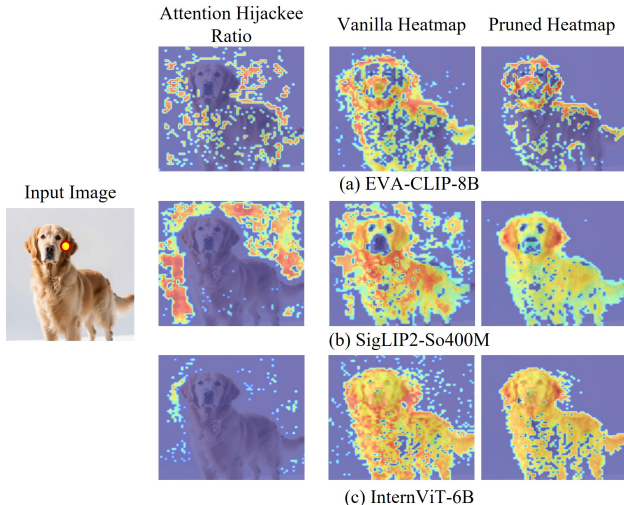 Attention Hijackee
Ratio
Vanilla Heatmap
Pruned Heatmap
(a) EVA-CLIP-8B
Input Image
(b) SigLIP2-So400M
(c) InternViT-6B